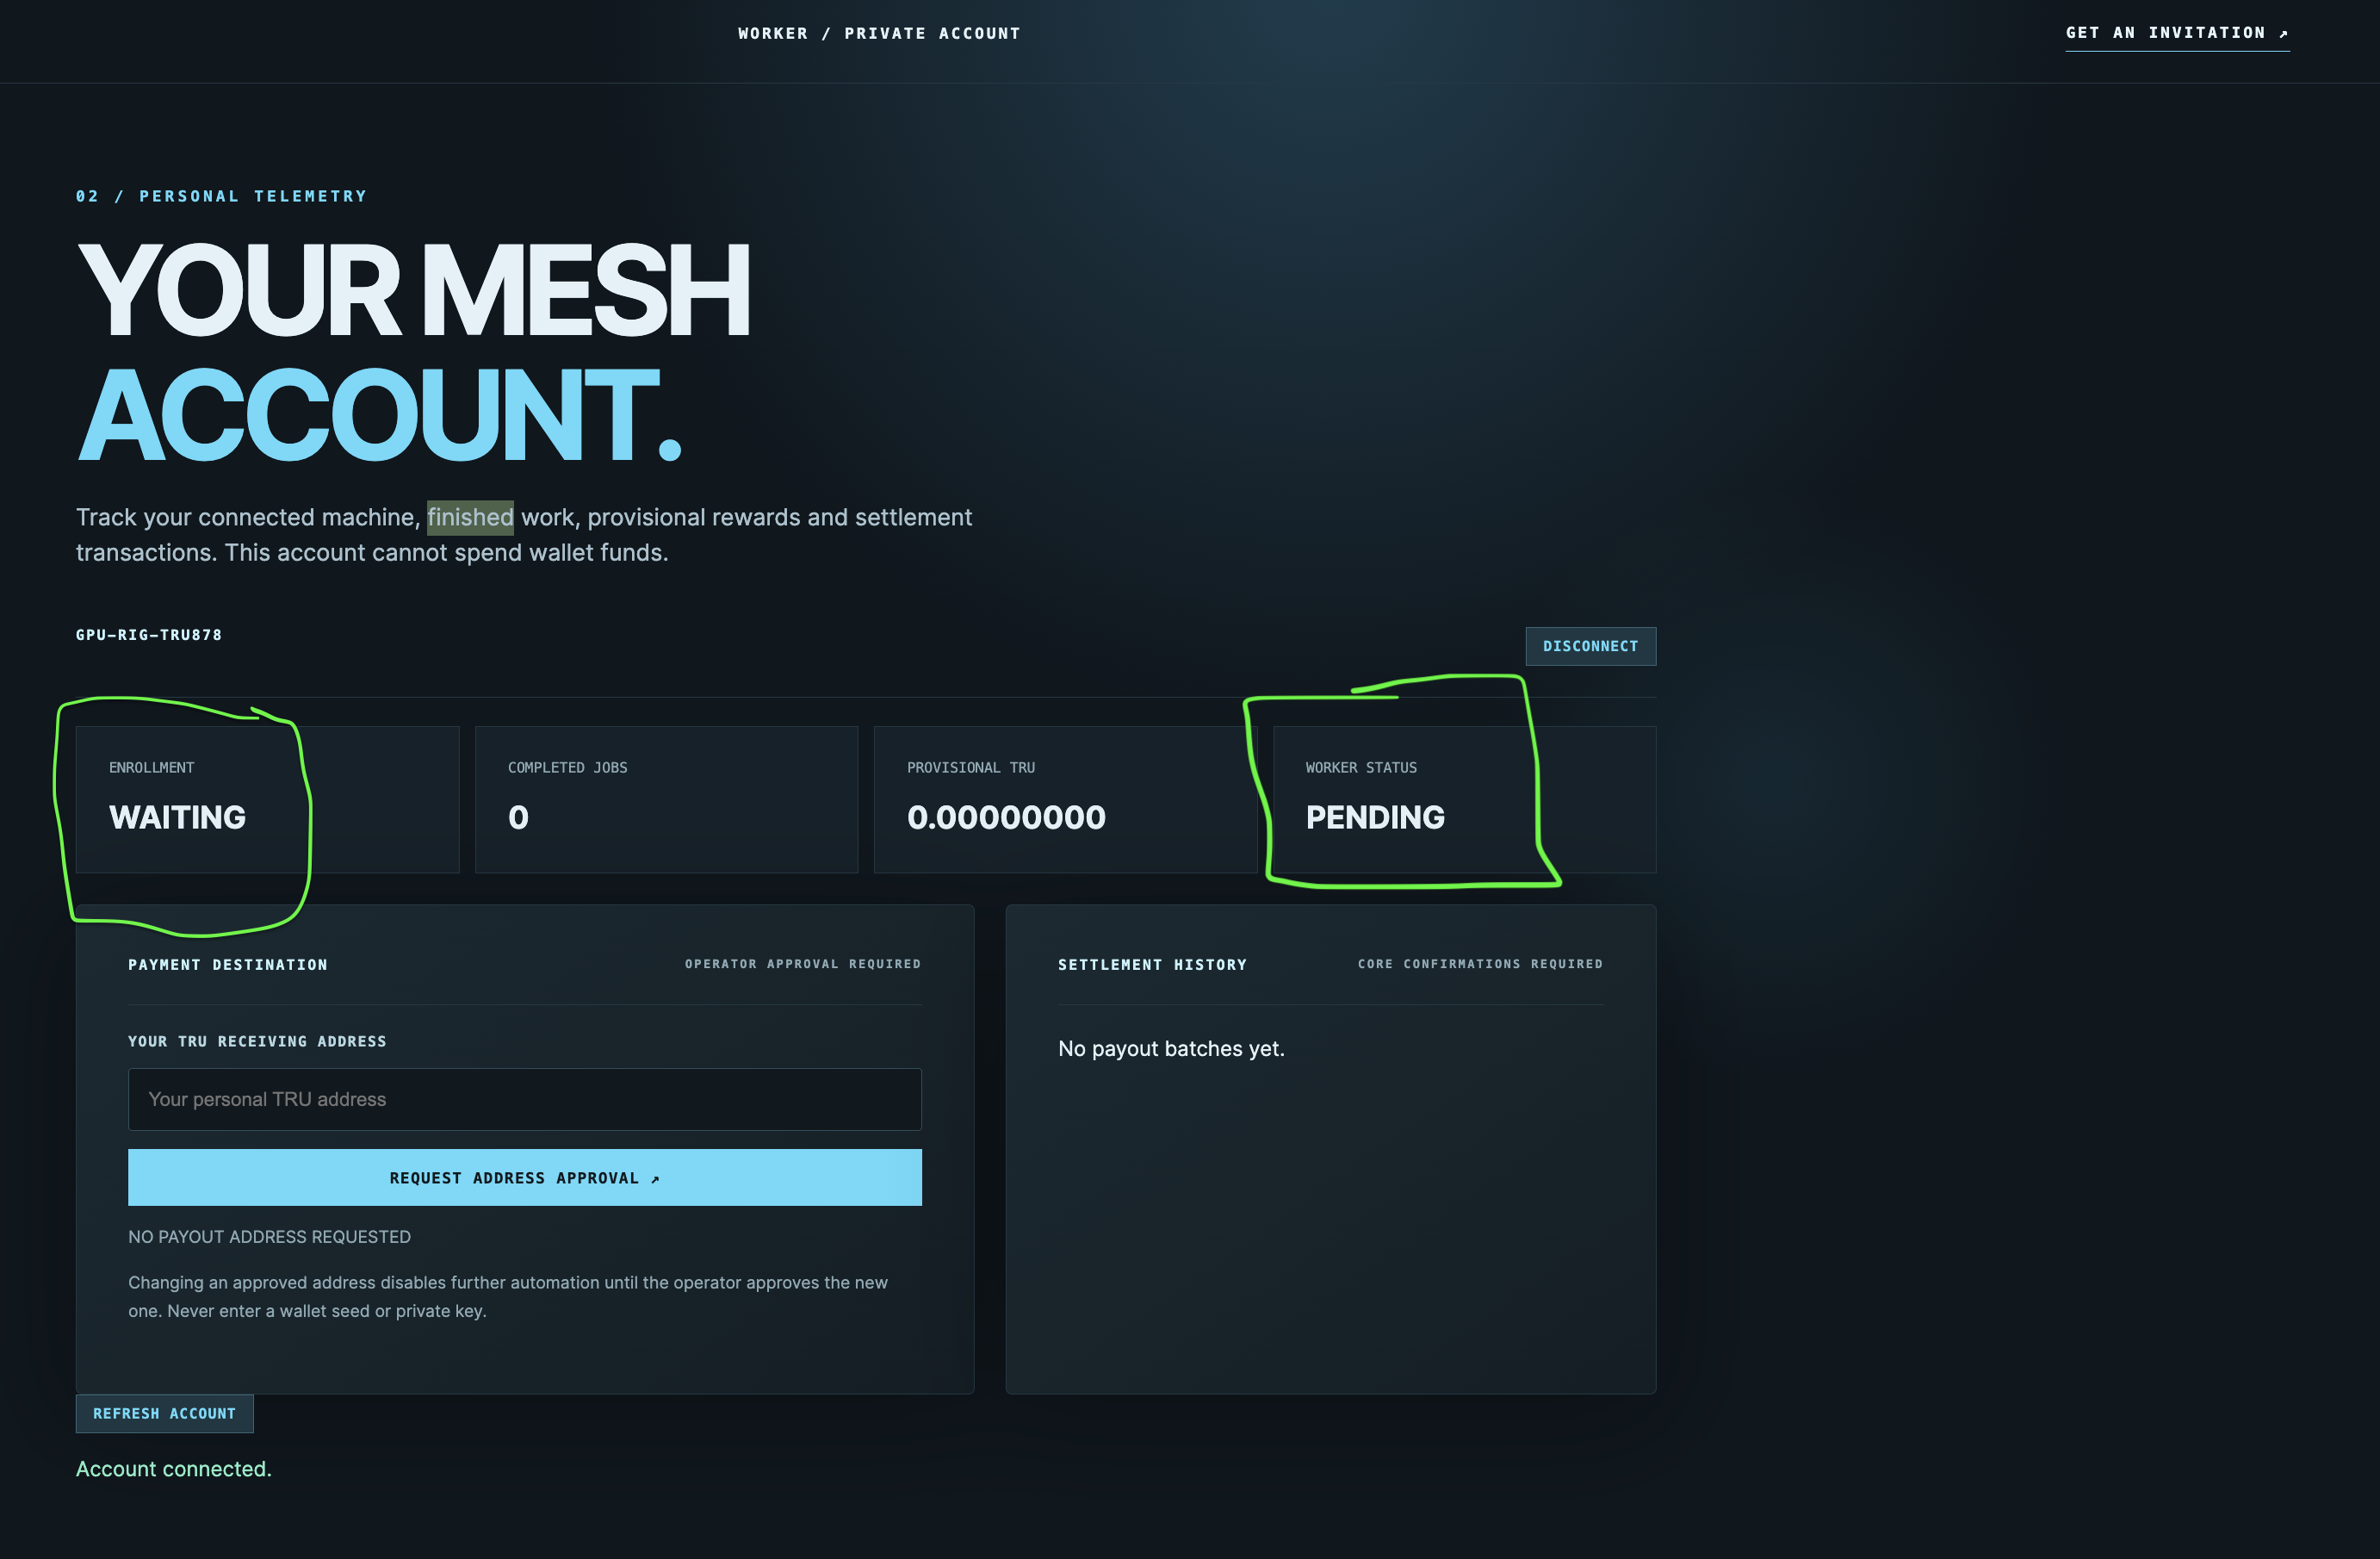 WORKER / PRIVATE ACCOUNT
GET AN INVITATION ↗
02 / PERSONAL TELEMETRY
YOUR MESH
ACCOUNT.
Track your connected machine, finished work, provisional rewards and settlement
transactions. This account cannot spend wallet funds.
GPU-RIG-TRU878
DISCONNECT
ENROLLMENT
WAITING
COMPLETED JOBS
0
PROVISIONAL TRU
0.00000000
WORKER STATUS
PENDING
PAYMENT DESTINATION
OPERATOR APPROVAL REQUIRED
YOUR TRU RECEIVING ADDRESS
Your personal TRU address
REQUEST ADDRESS APPROVAL ↗
NO PAYOUT ADDRESS REQUESTED
Changing an approved address disables further automation until the operator approves the new
one. Never enter a wallet seed or private key.
SETTLEMENT HISTORY
CORE CONFIRMATIONS REQUIRED
No payout batches yet.
REFRESH ACCOUNT
Account connected.